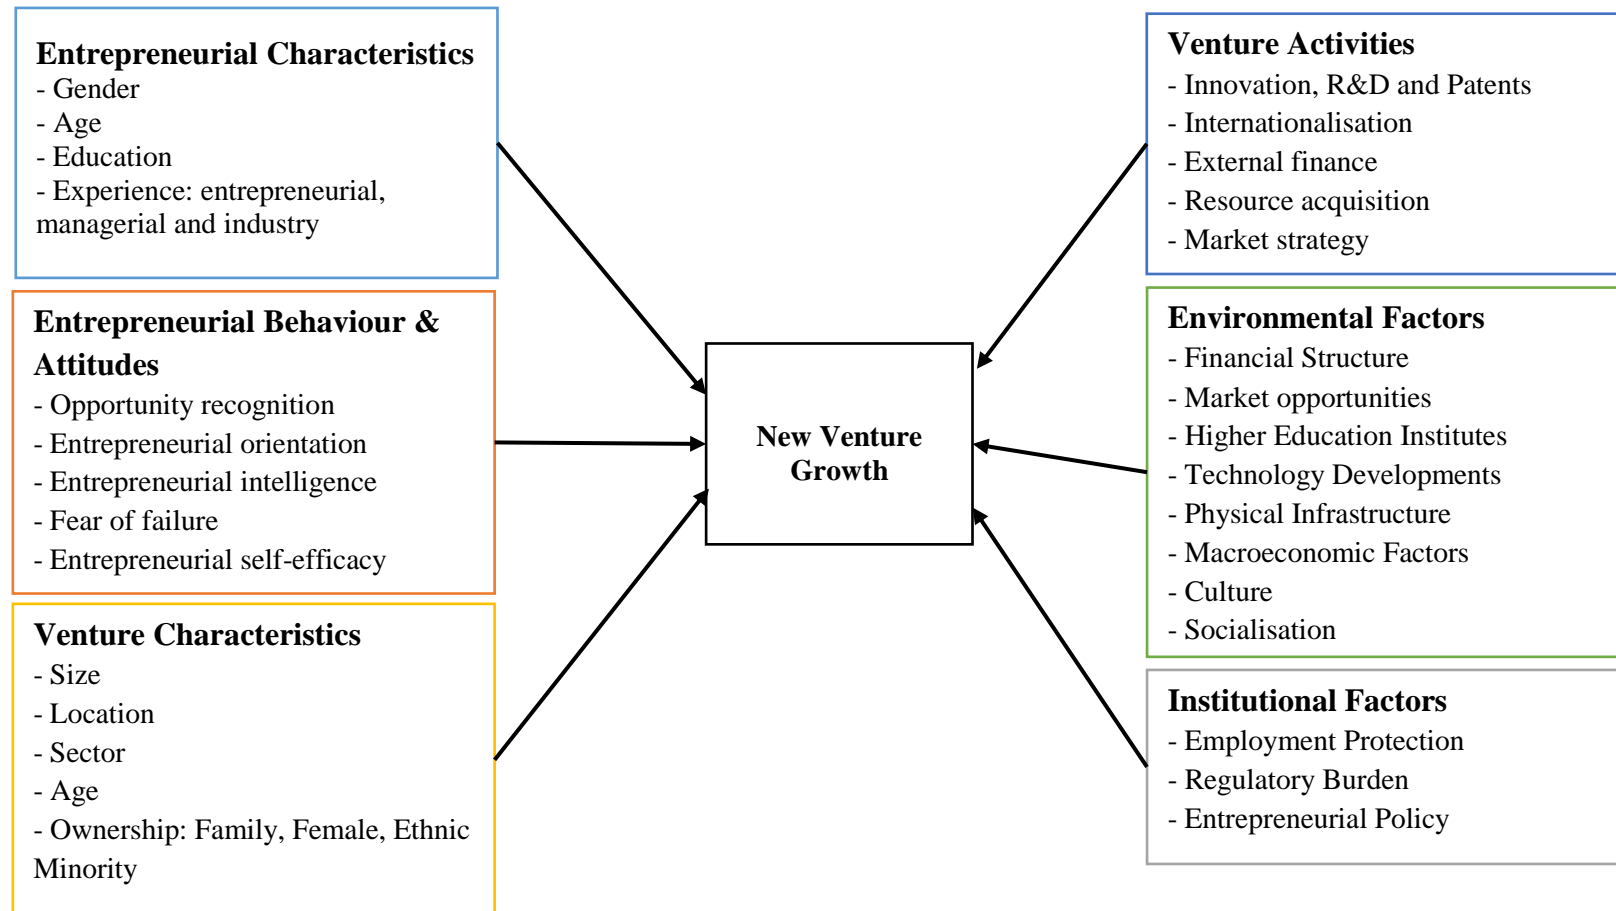 Entrepreneurial Characteristics
- Gender
- Age
- Education
- Experience: entrepreneurial,
managerial and industry
Entrepreneurial Behaviour &
Attitudes
- Opportunity recognition
- Entrepreneurial orientation
- Entrepreneurial intelligence
- Fear of failure
- Entrepreneurial self-efficacy
Venture Characteristics
- Size
- Location
- Sector
- Age
- Ownership: Family, Female, Ethnic
Minority
New Venture
Growth
Venture Activities
- Innovation, R&D and Patents
- Internationalisation
- External finance
- Resource acquisition
- Market strategy
Environmental Factors
- Financial Structure
- Market opportunities
- Higher Education Institutes
- Technology Developments
- Physical Infrastructure
- Macroeconomic Factors
- Culture
- Socialisation
Institutional Factors
- Employment Protection
- Regulatory Burden
- Entrepreneurial Policy